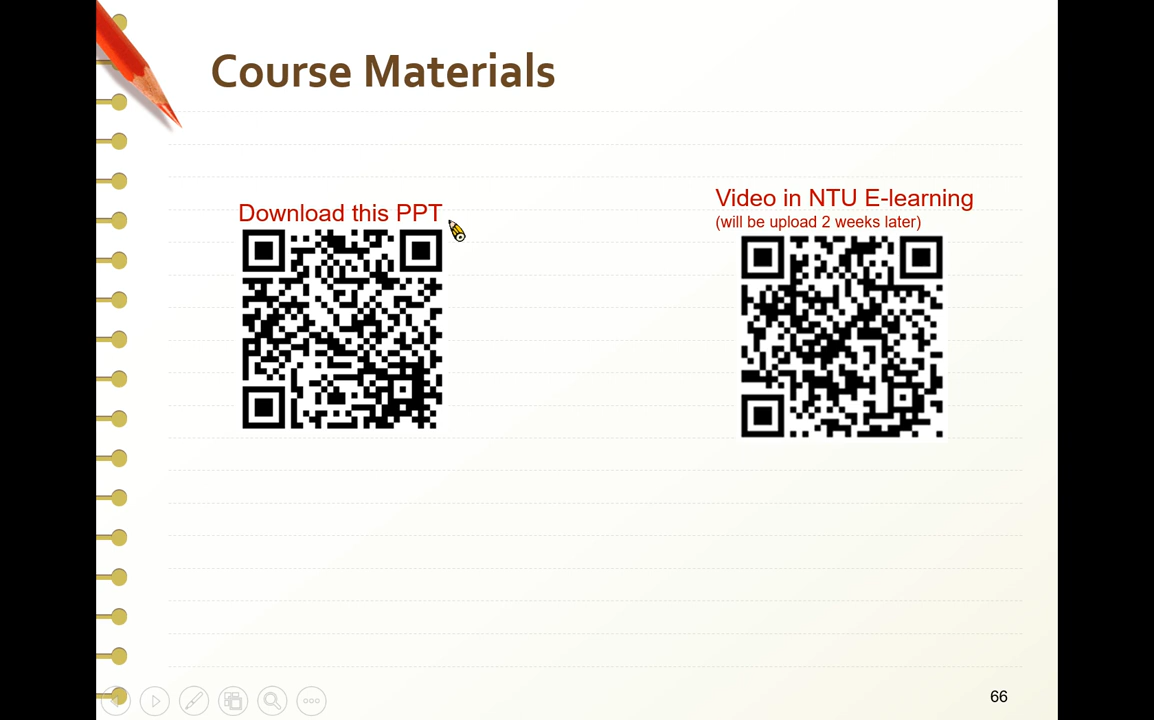 Course Materials
Download this PPT
Video in NTU E-learning
(will be upload 2 weeks later)
66